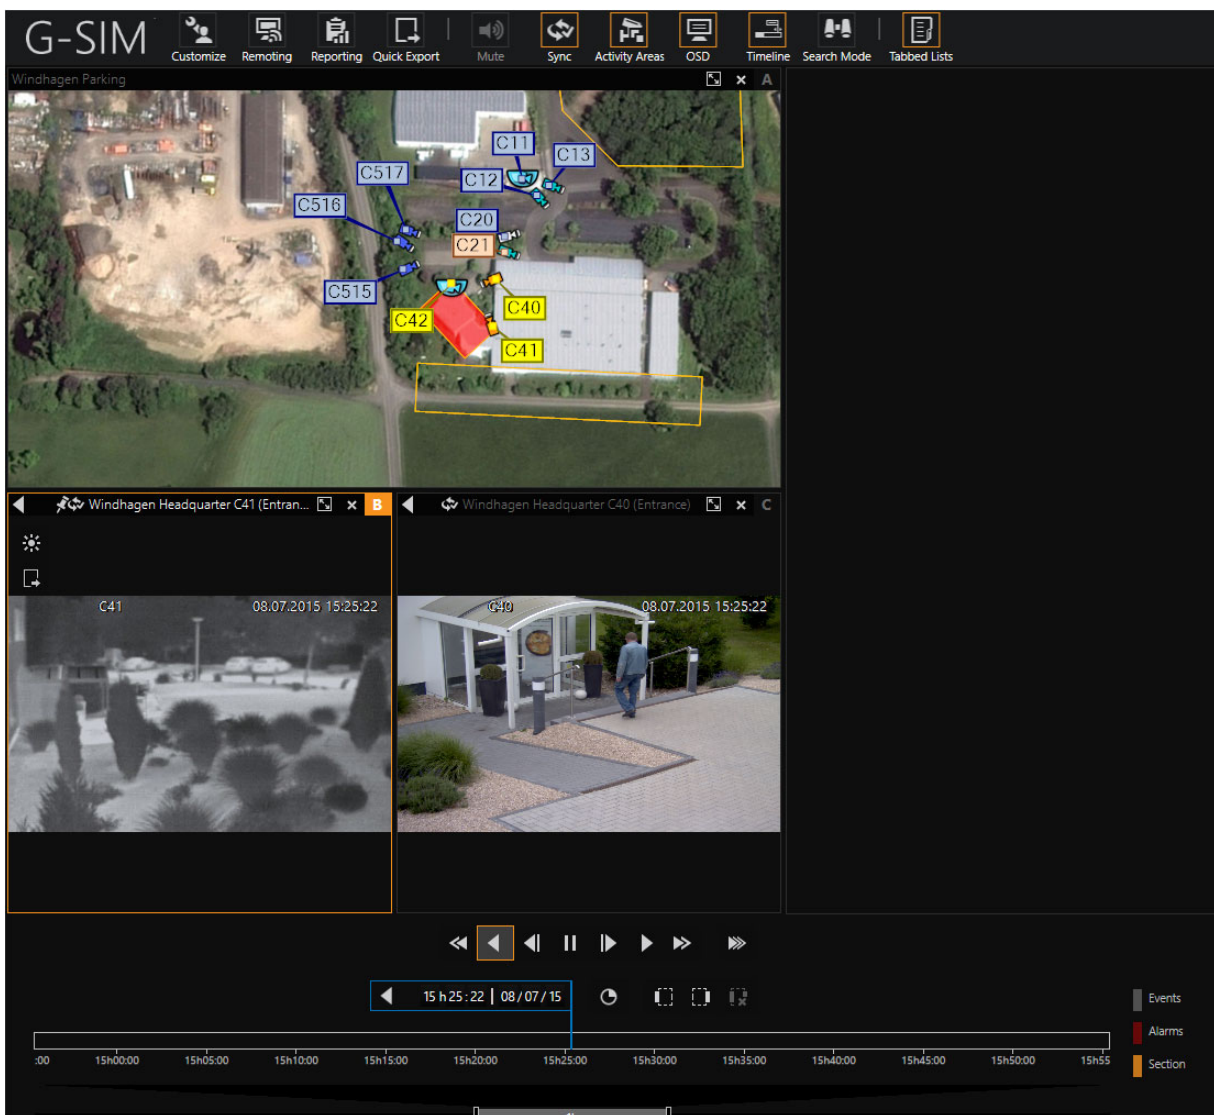 G-SIM
Customize
Remoting
Reporting
Quick Export
Mute
Sync
Activity Areas
OSD
Timeline
Search Mode
Tabbed Lists
Windhagen Parking
A
C11
C13
C517
C12
C516
C20
C21
C515
C40
C42
C41
Windhagen Headquarter C41 (Entran...
B
Windhagen Headquarter C40 (Entrance)
C
C41
08.07.2015 15:25:22
C40
08.07.2015 15:25:22
15 h 25 : 22 | 08 / 07 / 15
Events
Alarms
Section
:00
15h00:00
15h05:00
15h10:00
15h15:00
15h20:00
15h25:00
15h30:00
15h35:00
15h40:00
15h45:00
15h50:00
15h55